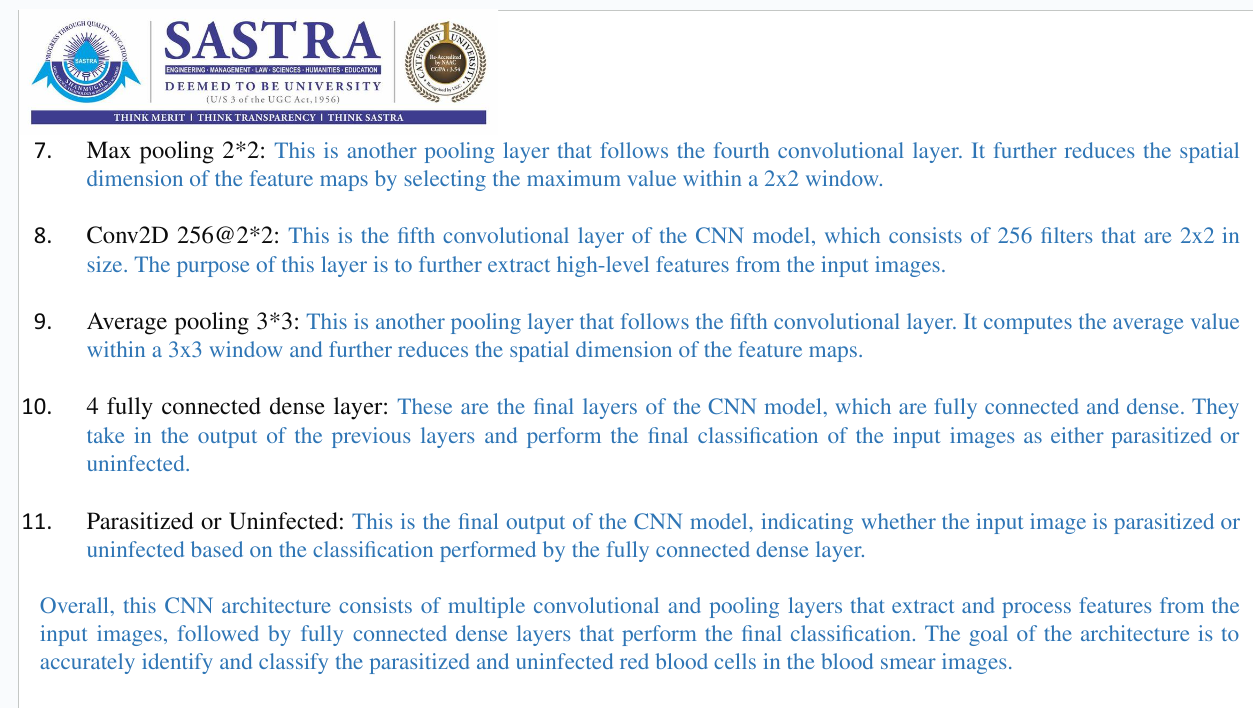 PROGRESS THROUGH QUALITY EDUCATION
SASTRA
SHANMUGHA
SASTRA
ENGINEERING · MANAGEMENT · LAW · SCIENCES · HUMANITIES · EDUCATION
DEEMED TO BE UNIVERSITY
(U/S 3 of the UGC Act, 1956)
THINK MERIT | THINK TRANSPARENCY | THINK SASTRA
CATEGORY 1 UNIVERSITY
Re-Accredited
by NAAC
CGPA : 3.54
Recognised by UGC
7. Max pooling 2*2: This is another pooling layer that follows the fourth convolutional layer. It further reduces the spatial
dimension of the feature maps by selecting the maximum value within a 2x2 window.
8. Conv2D 256@2*2: This is the fifth convolutional layer of the CNN model, which consists of 256 filters that are 2x2 in
size. The purpose of this layer is to further extract high-level features from the input images.
9. Average pooling 3*3: This is another pooling layer that follows the fifth convolutional layer. It computes the average value
within a 3x3 window and further reduces the spatial dimension of the feature maps.
10. 4 fully connected dense layer: These are the final layers of the CNN model, which are fully connected and dense. They
take in the output of the previous layers and perform the final classification of the input images as either parasitized or
uninfected.
11. Parasitized or Uninfected: This is the final output of the CNN model, indicating whether the input image is parasitized or
uninfected based on the classification performed by the fully connected dense layer.
Overall, this CNN architecture consists of multiple convolutional and pooling layers that extract and process features from the
input images, followed by fully connected dense layers that perform the final classification. The goal of the architecture is to
accurately identify and classify the parasitized and uninfected red blood cells in the blood smear images.